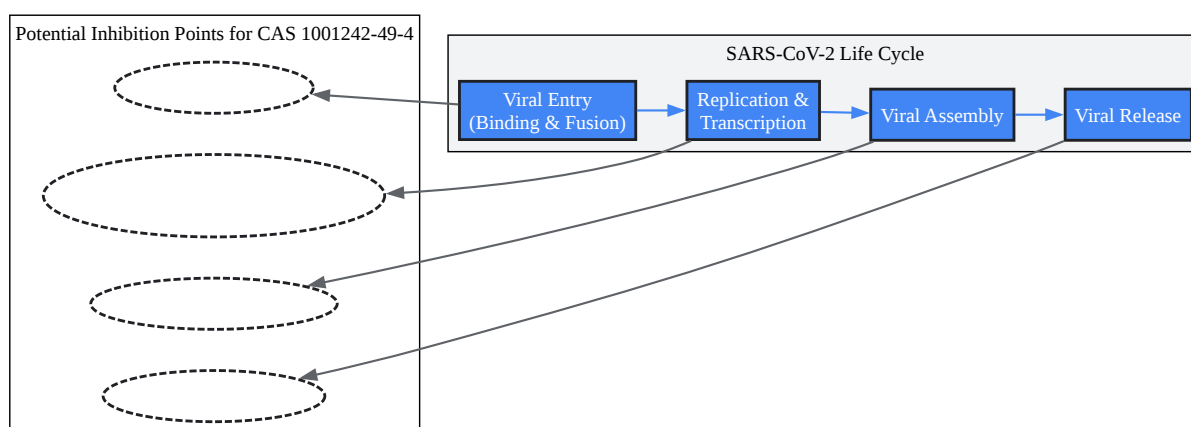 Potential Inhibition Points for CAS 1001242-49-4
SARS-CoV-2 Life Cycle
Viral Entry
(Binding & Fusion)
Replication &
Transcription
Viral Assembly
Viral Release